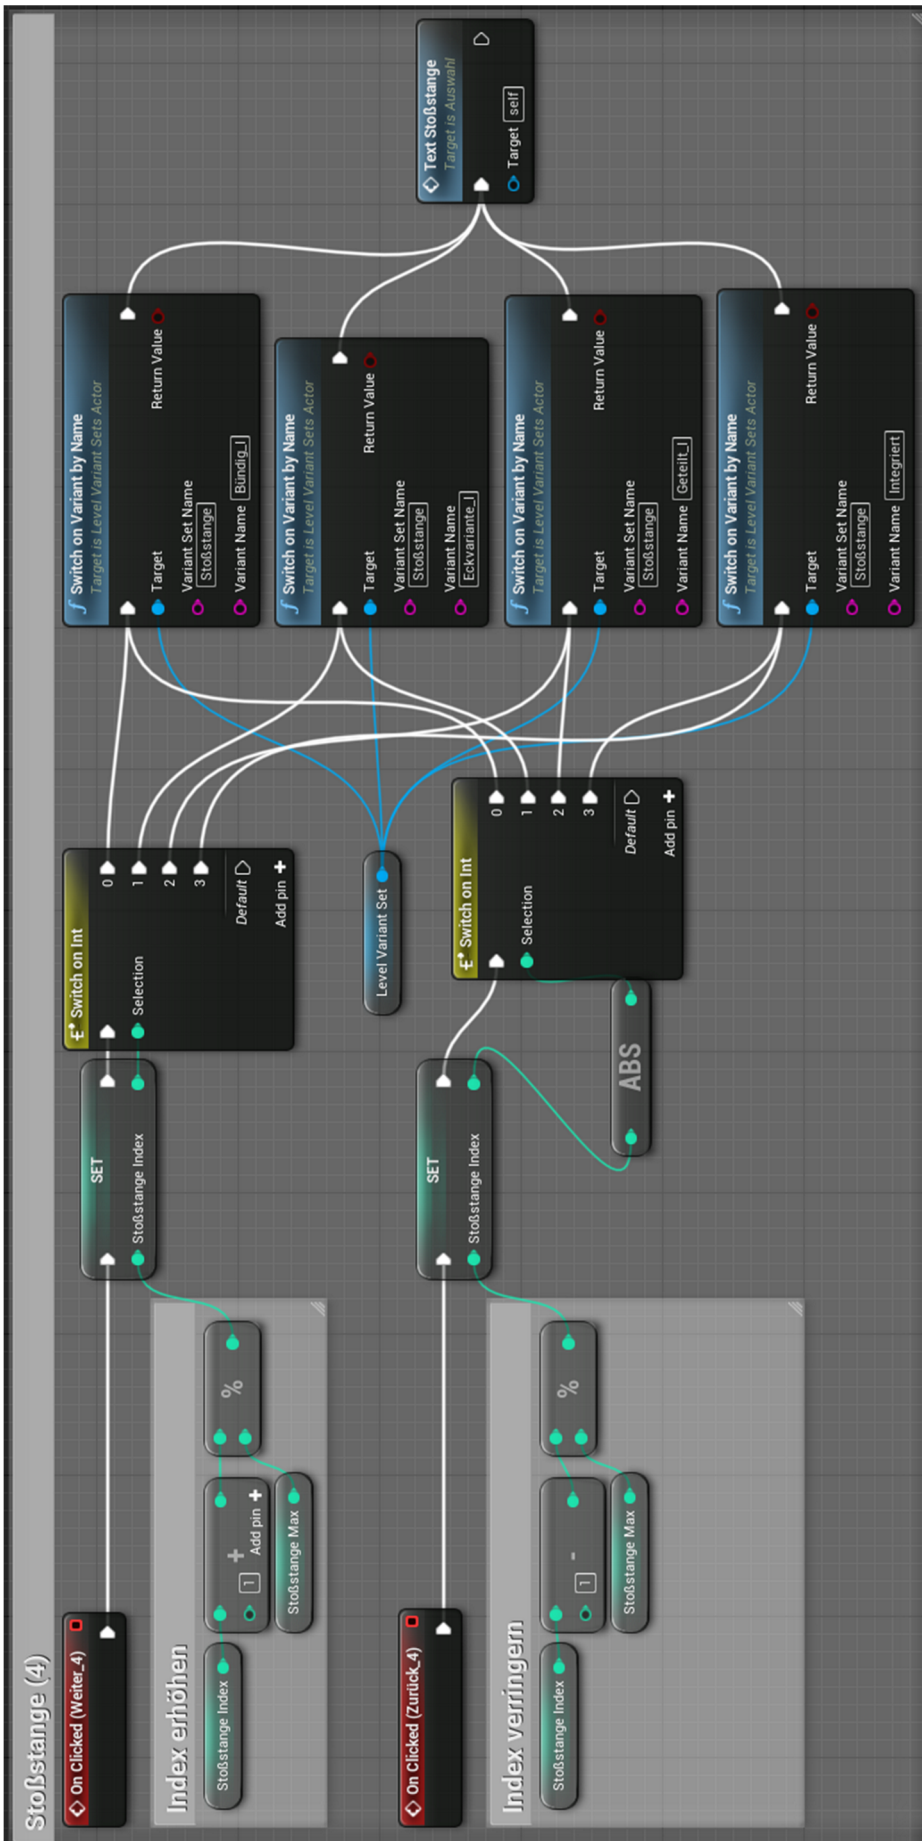 Stoßstange (4)
On Clicked (Weiter_4)
SET
Stoßstange Index
Switch on Int
Selection
0
1
2
3
Default
Add pin
Index erhöhen
Stoßstange Index
+
1
Add pin
Stoßstange Max
%
Level Variant Set
On Clicked (Zurück_4)
SET
Stoßstange Index
ABS
Switch on Int
Selection
0
1
2
3
Default
Add pin
Index verringern
Stoßstange Index
-
1
Stoßstange Max
%
f Switch on Variant by Name
Target is Level Variant Sets Actor
Target
Return Value
Variant Set Name
Stoßstange
Variant Name
Bündig_l
f Switch on Variant by Name
Target is Level Variant Sets Actor
Target
Return Value
Variant Set Name
Stoßstange
Variant Name
Eckvariante_l
f Switch on Variant by Name
Target is Level Variant Sets Actor
Target
Return Value
Variant Set Name
Stoßstange
Variant Name
Geteilt_l
f Switch on Variant by Name
Target is Level Variant Sets Actor
Target
Return Value
Variant Set Name
Stoßstange
Variant Name
Integriert
Text Stoßstange
Target is Auswahl
Target self